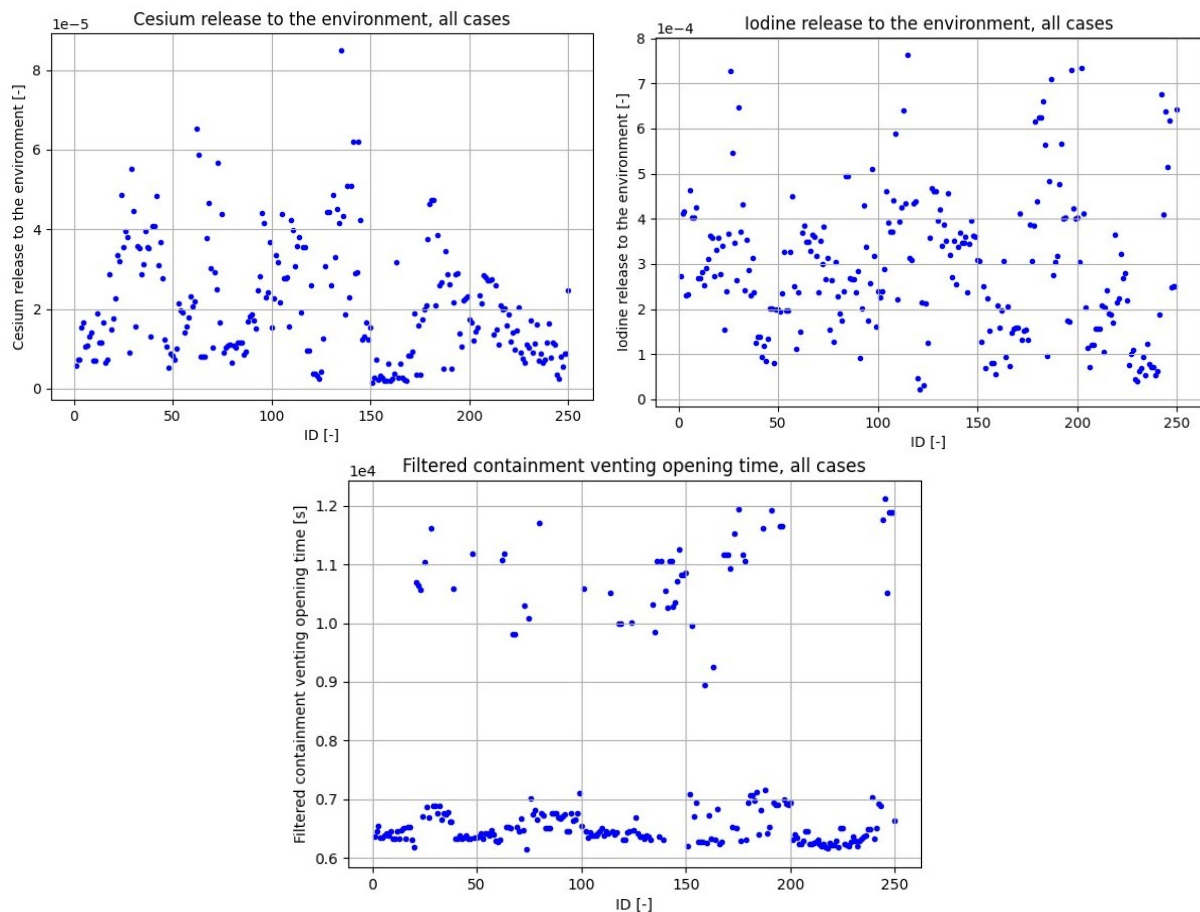 Cesium release to the environment, all cases
1e−5
Cesium release to the environment [-]
8
6
4
2
0
0 50 100 150 200 250
ID [-]
Iodine release to the environment, all cases
1e−4
Iodine release to the environment [-]
8
7
6
5
4
3
2
1
0
0 50 100 150 200 250
ID [-]
Filtered containment venting opening time, all cases
1e4
Filtered containment venting opening time [s]
1.2
1.1
1.0
0.9
0.8
0.7
0.6
0 50 100 150 200 250
ID [-]